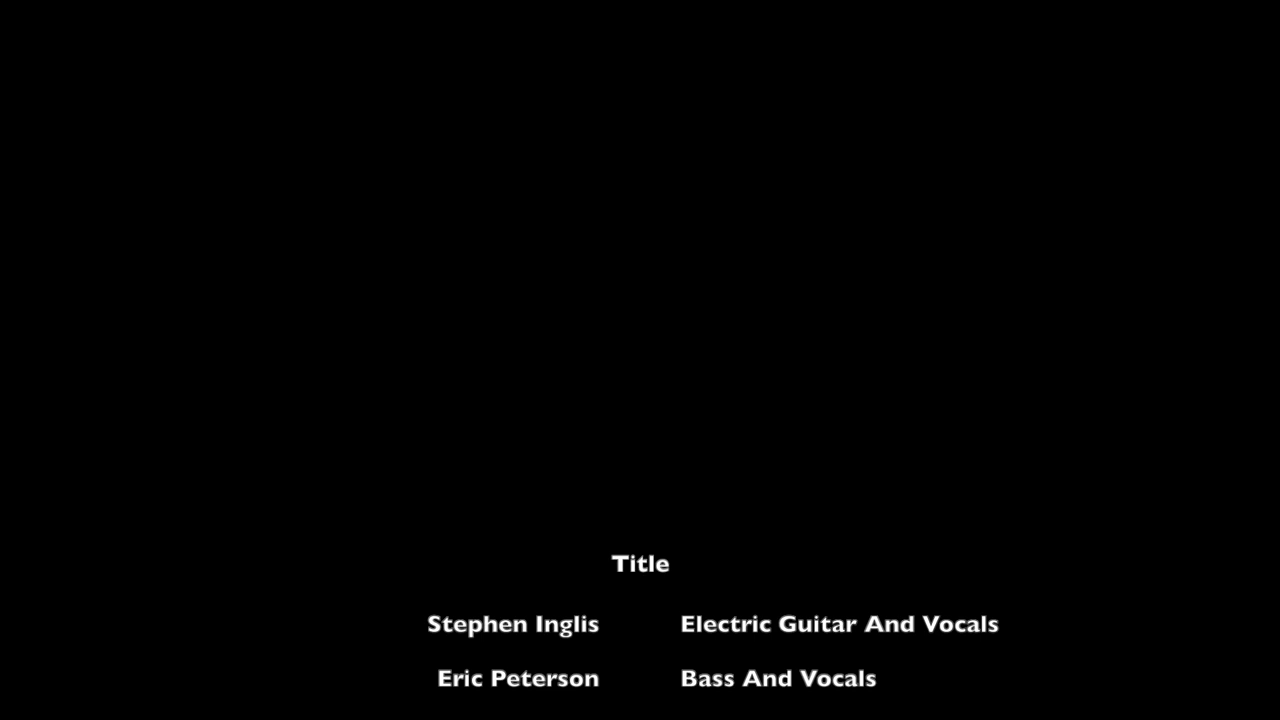 Title
Stephen Inglis Electric Guitar And Vocals
Eric Peterson Bass And Vocals